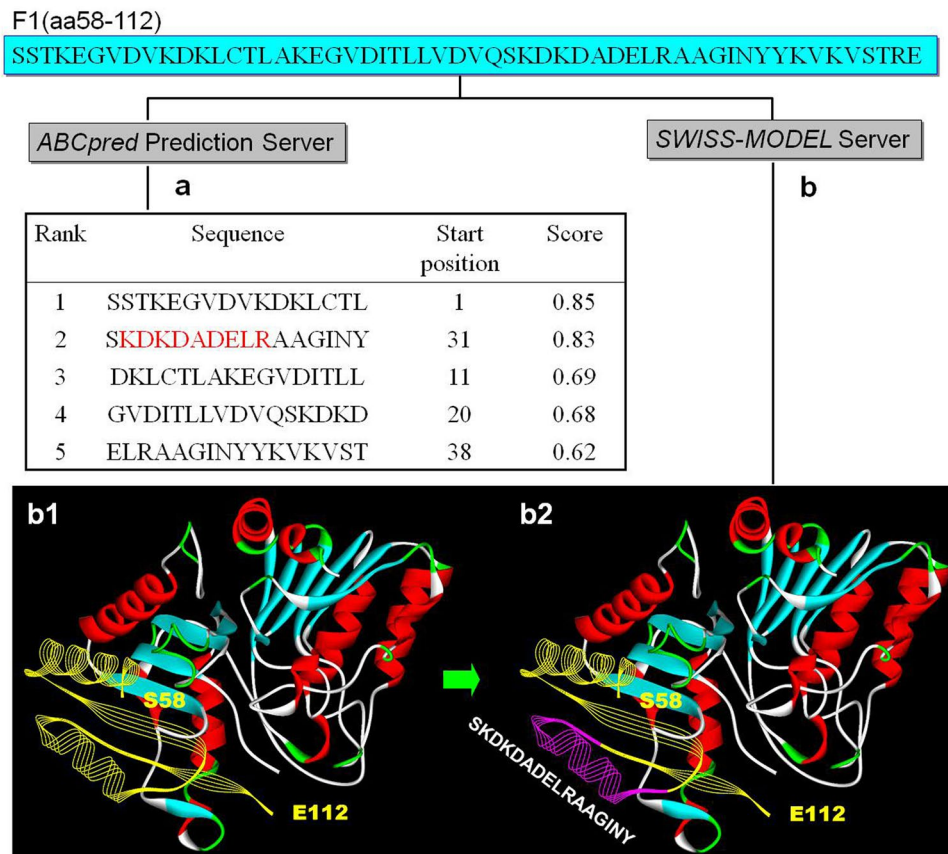 F1(aa58-112)
SSTKEGVDVKDKLCTLAKEGVDITLLVDVQSKDKDADELRAAGINYYKVKVSTRE
ABCpred Prediction Server
SWISS-MODEL Server
a
b
Rank Sequence Start position Score
1 SSTKEGVDVKDKLCTL 1 0.85
2 SKDKDADELRAAGINY 31 0.83
3 DKLCTLAKEGVDITLL 11 0.69
4 GVDITLLVDVQSKDKD 20 0.68
5 ELRAAGINYYKVKVST 38 0.62
b1
S58
E112
b2
S58
SKDKDADELRAAGINY
E112